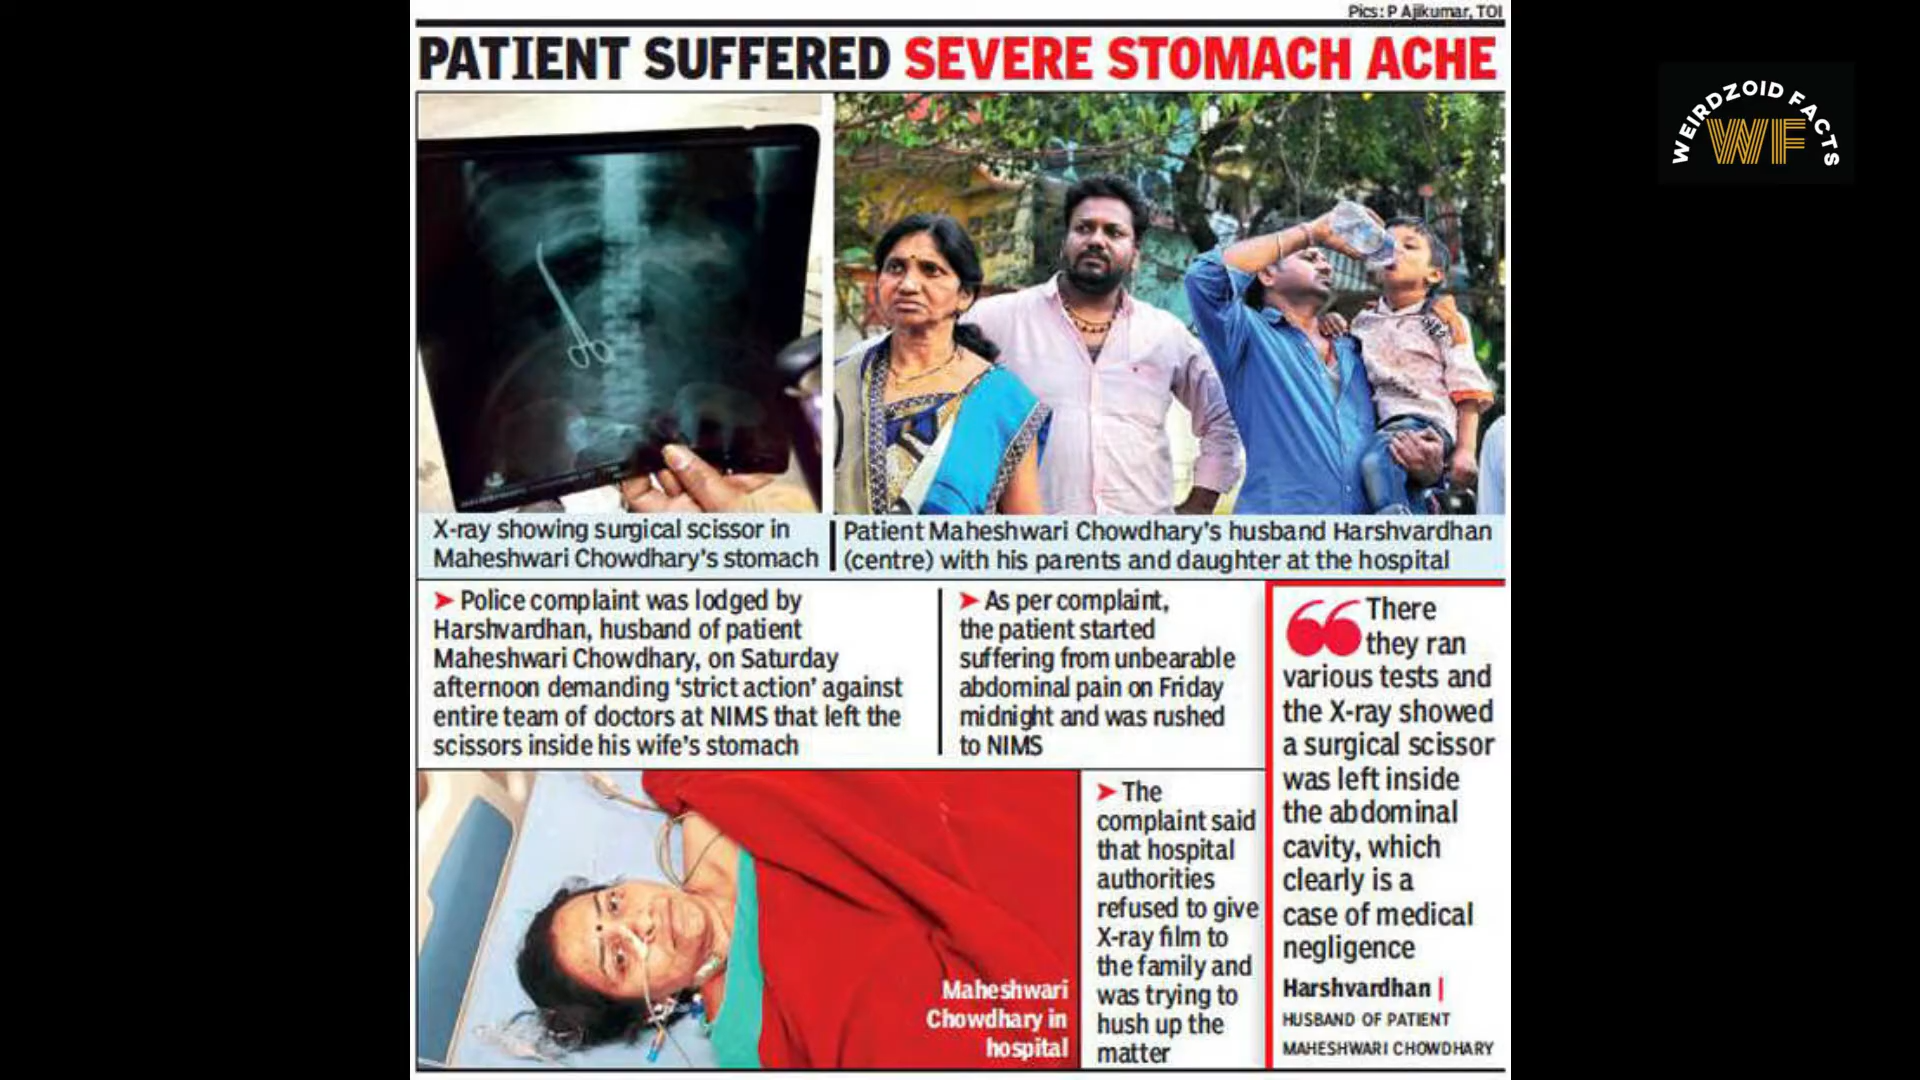 Pics: P Ajikumar, TOI
PATIENT SUFFERED SEVERE STOMACH ACHE
WEIRDZOID FACTS
WF
X-ray showing surgical scissor in
Maheshwari Chowdhary's stomach
Patient Maheshwari Chowdhary's husband Harshvardhan
(centre) with his parents and daughter at the hospital
➤ Police complaint was lodged by
Harshvardhan, husband of patient
Maheshwari Chowdhary, on Saturday
afternoon demanding 'strict action' against
entire team of doctors at NIMS that left the
scissors inside his wife's stomach
➤ As per complaint,
the patient started
suffering from unbearable
abdominal pain on Friday
midnight and was rushed
to NIMS
➤ The
complaint said
that hospital
authorities
refused to give
X-ray film to
the family and
was trying to
hush up the
matter
“There
they ran
various tests and
the X-ray showed
a surgical scissor
was left inside
the abdominal
cavity, which
clearly is a
case of medical
negligence
Harshvardhan |
HUSBAND OF PATIENT
MAHESHWARI CHOWDHARY
Maheshwari
Chowdhary in
hospital